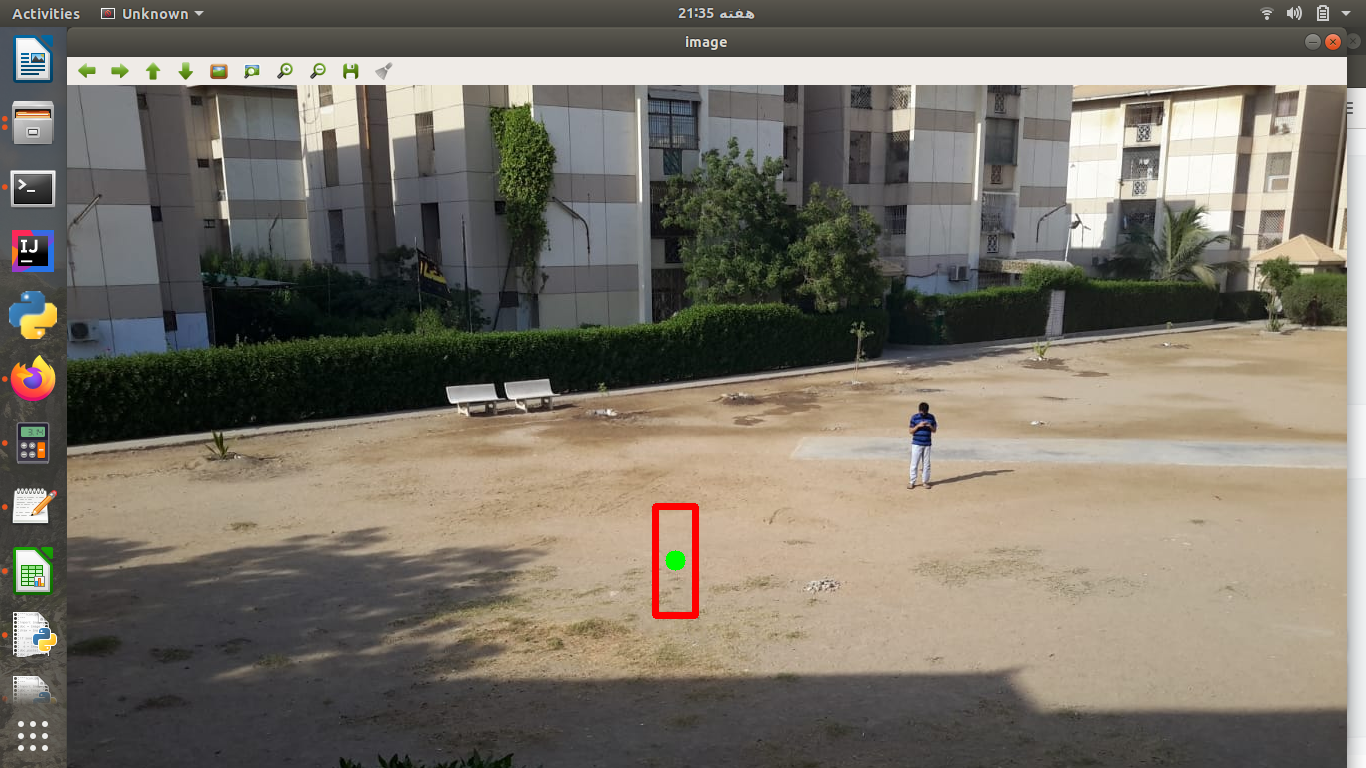 Activities
Unknown
21:35 هفته
image
IJ